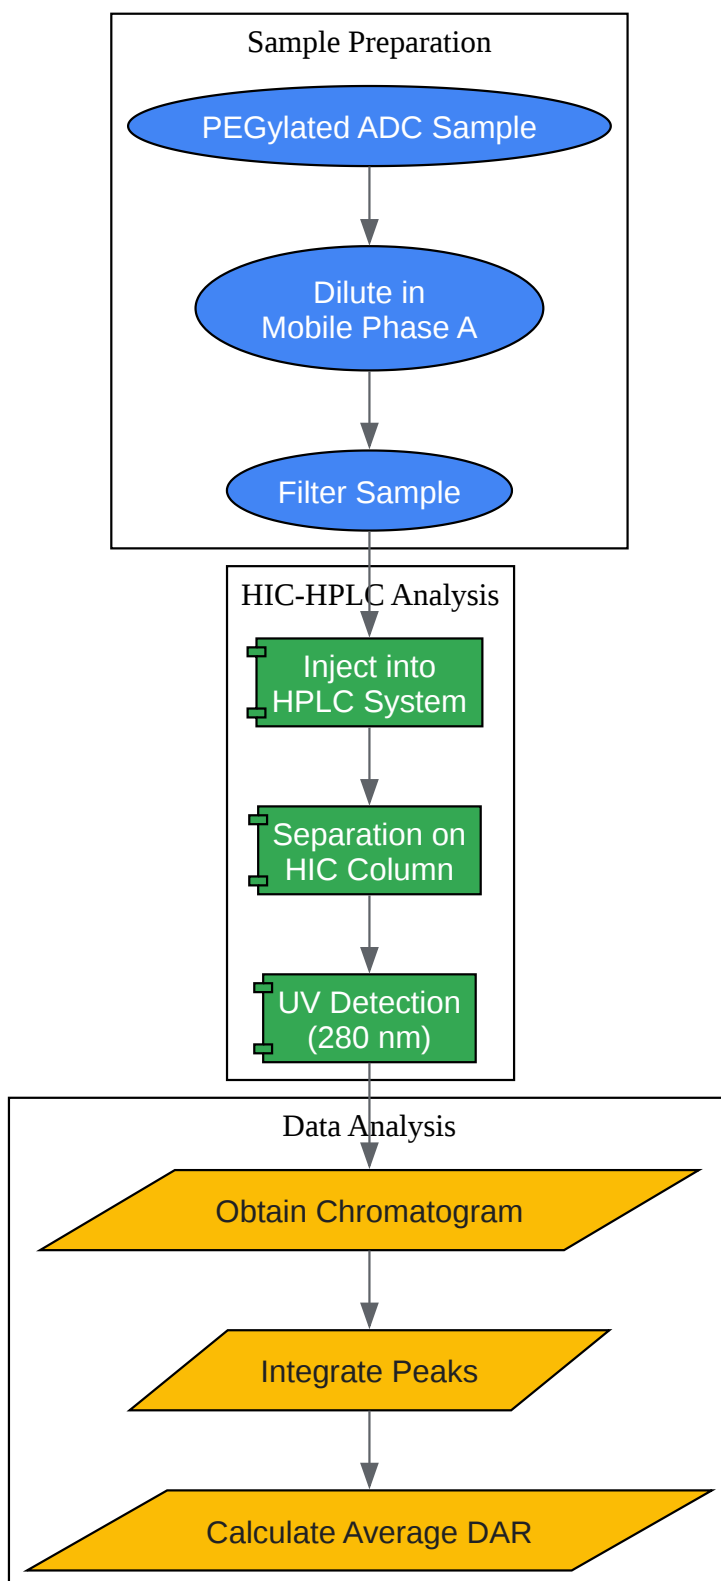 Sample Preparation
PEGylated ADC Sample
Dilute in
Mobile Phase A
Filter Sample
HIC-HPLC Analysis
Inject into
HPLC System
Separation on
HIC Column
UV Detection
(280 nm)
Data Analysis
Obtain Chromatogram
Integrate Peaks
Calculate Average DAR